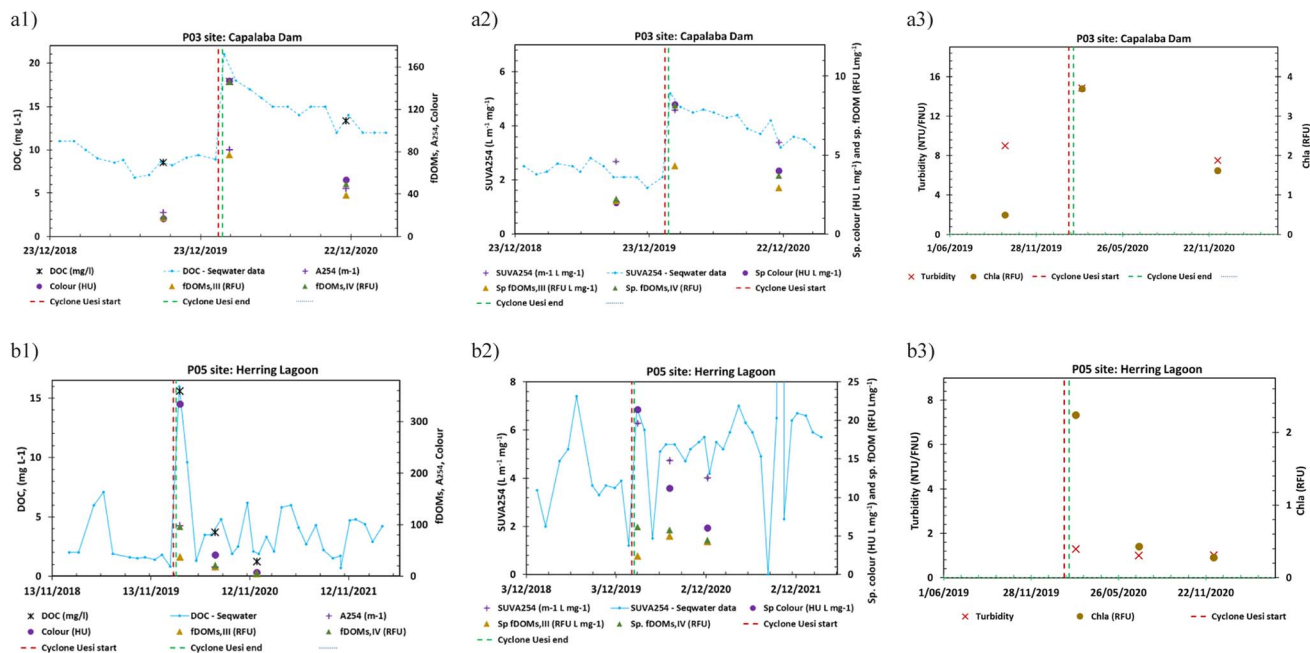 a1)
P03 site: Capalaba Dam
DOC, (mg L-1)
20
15
10
5
0
160
120
80
40
0
fDOMs, A254, Colour
23/12/2018 23/12/2019 22/12/2020
DOC (mg/l) DOC - Seqwater data A254 (m-1)
Colour (HU) fDOMs,III (RFU) fDOMs,IV (RFU)
Cyclone Uesi start Cyclone Uesi end
a2)
P03 site: Capalaba Dam
SUVA254 (L m⁻¹ mg⁻¹)
6
4
2
0
10
5
0
Sp. colour (HU L mg⁻¹) and sp. fDOM (RFU Lmg⁻¹)
23/12/2018 23/12/2019 22/12/2020
SUVA254 (m-1 L mg-1) SUVA254 - Seqwater data Sp Colour (HU L mg-1)
Sp fDOMs,III (RFU L mg-1) Sp. fDOMs,IV (RFU) Cyclone Uesi start
Cyclone Uesi end
a3)
P03 site: Capalaba Dam
Turbidity (NTU/FNU)
16
12
8
4
0
4
3
2
1
0
Chla (RFU)
1/06/2019 28/11/2019 26/05/2020 22/11/2020
Turbidity Chla (RFU) Cyclone Uesi start Cyclone Uesi end
b1)
P05 site: Herring Lagoon
DOC, (mg L-1)
15
10
5
0
300
200
100
0
fDOMs, A254, Colour
13/11/2018 13/11/2019 12/11/2020 12/11/2021
DOC (mg/l) DOC - Seqwater data A254 (m-1)
Colour (HU) fDOMs,III (RFU) fDOMs,IV (RFU)
Cyclone Uesi start Cyclone Uesi end
b2)
P05 site: Herring Lagoon
SUVA254 (L m⁻¹ mg⁻¹)
8
6
4
2
0
25
20
15
10
5
0
Sp. colour (HU L mg⁻¹) and sp. fDOM (RFU Lmg⁻¹)
3/12/2018 3/12/2019 2/12/2020 2/12/2021
SUVA254 (m-1 L mg-1) SUVA254 - Seqwater data Sp Colour (HU L mg-1)
Sp fDOMs,III (RFU L mg-1) Sp. fDOMs,IV (RFU) Cyclone Uesi start
Cyclone Uesi end
b3)
P05 site: Herring Lagoon
Turbidity (NTU/FNU)
8
6
4
2
0
2
1
0
Chla (RFU)
1/06/2019 28/11/2019 26/05/2020 22/11/2020
Turbidity Chla (RFU) Cyclone Uesi start